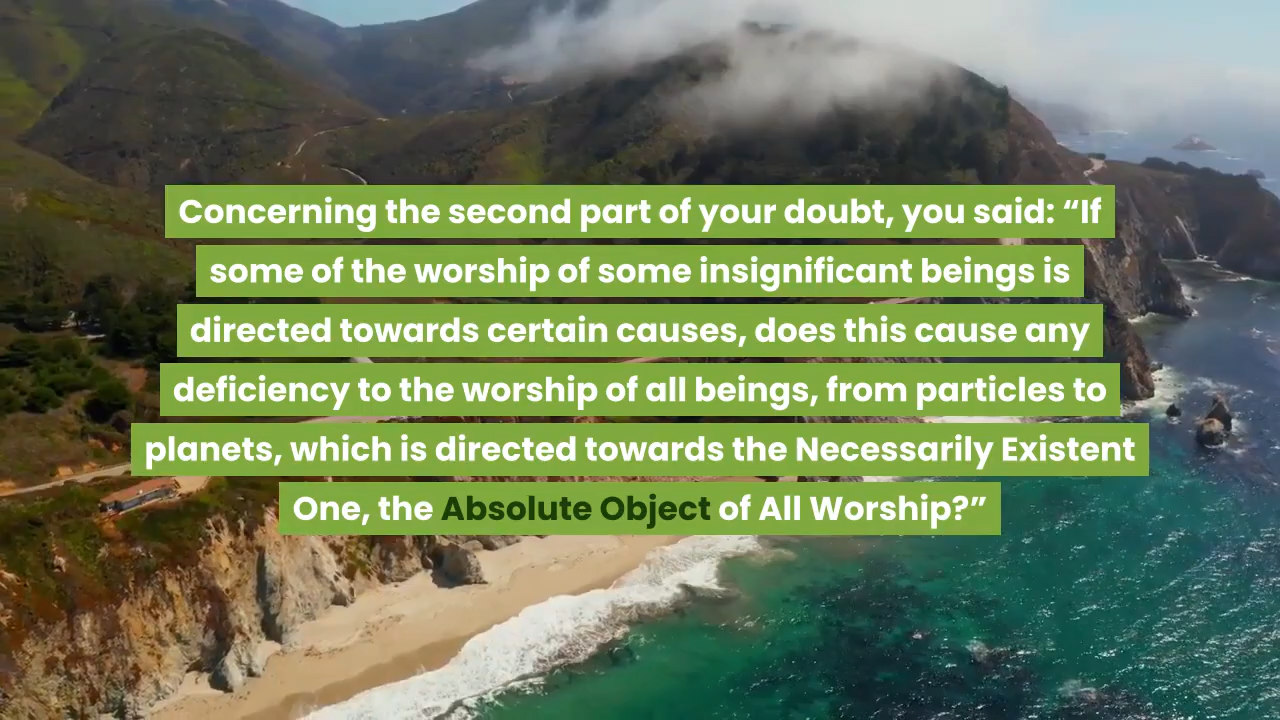 Concerning the second part of your doubt, you said: “If
some of the worship of some insignificant beings is
directed towards certain causes, does this cause any
deficiency to the worship of all beings, from particles to
planets, which is directed towards the Necessarily Existent
One, the Absolute Object of All Worship?”